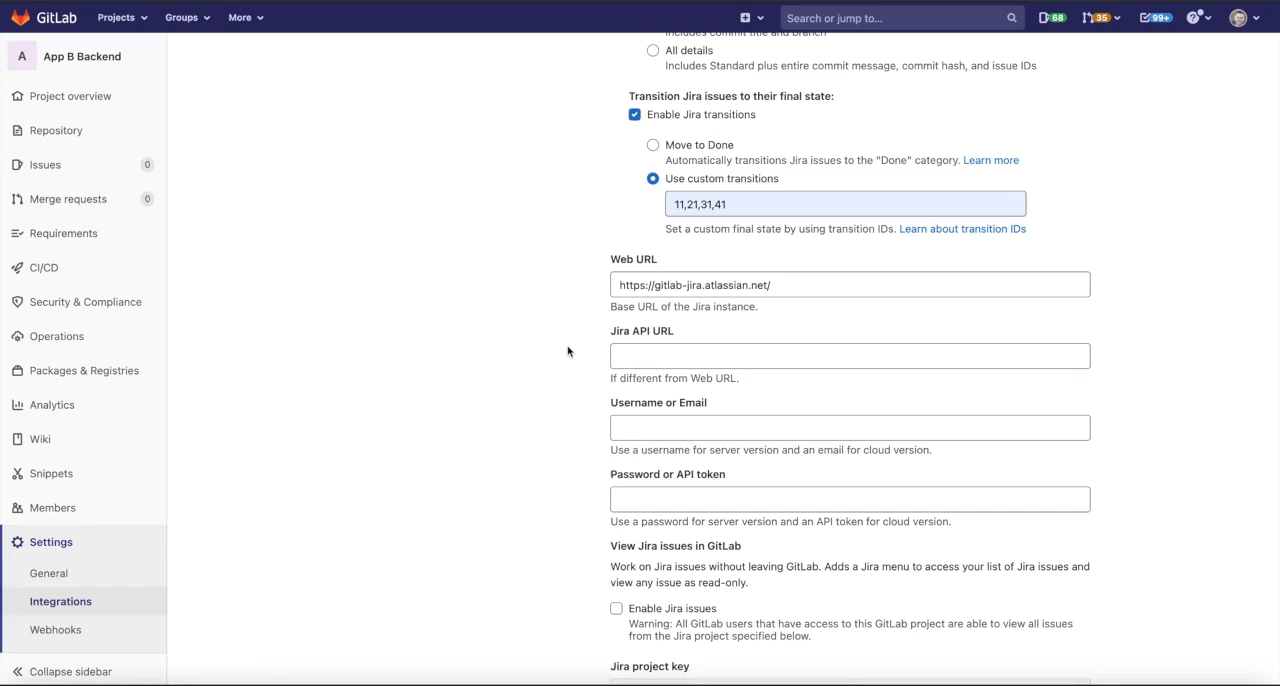 GitLab
Projects
Groups
More
Search or jump to...
68
35
99+
A
App B Backend
Project overview
Repository
Issues
0
Merge requests
0
Requirements
CI/CD
Security & Compliance
Operations
Packages & Registries
Analytics
Wiki
Snippets
Members
Settings
General
Integrations
Webhooks
Collapse sidebar
Includes commit title and branch
All details
Includes Standard plus entire commit message, commit hash, and issue IDs
Transition Jira issues to their final state:
Enable Jira transitions
Move to Done
Automatically transitions Jira issues to the "Done" category. Learn more
Use custom transitions
11,21,31,41
Set a custom final state by using transition IDs. Learn about transition IDs
Web URL
https://gitlab-jira.atlassian.net/
Base URL of the Jira instance.
Jira API URL
If different from Web URL.
Username or Email
Use a username for server version and an email for cloud version.
Password or API token
Use a password for server version and an API token for cloud version.
View Jira issues in GitLab
Work on Jira issues without leaving GitLab. Adds a Jira menu to access your list of Jira issues and
view any issue as read-only.
Enable Jira issues
Warning: All GitLab users that have access to this GitLab project are able to view all issues
from the Jira project specified below.
Jira project key